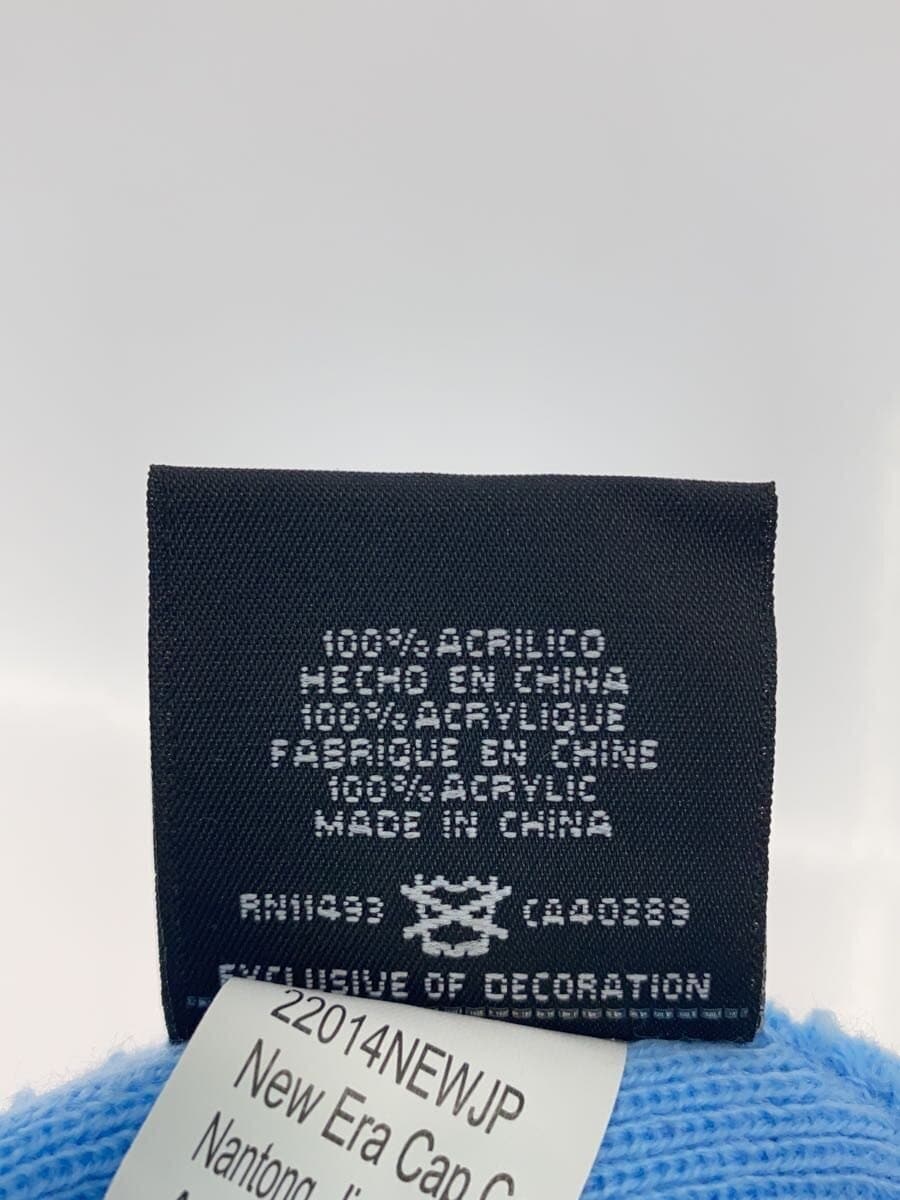 100% ACRILICO
HECHO EN CHINA
100% ACRYLIQUE
FABRIQUE EN CHINE
100% ACRYLIC
MADE IN CHINA
RN11493 CA40289
EXCLUSIVE OF DECORATION
22014NEWJP
New Era Cap C
Nantong